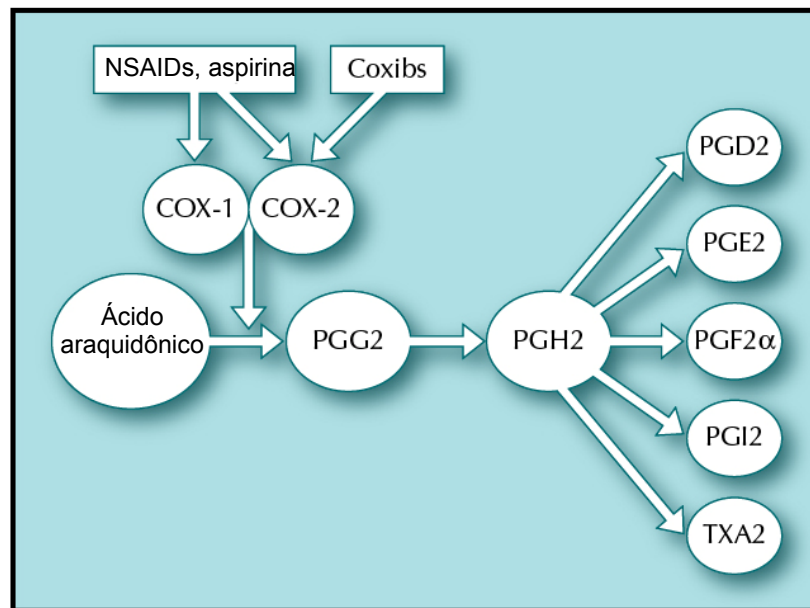 NSAIDs, aspirina
Coxibs
COX-1
COX-2
Ácido
araquidônico
PGG2
PGH2
PGD2
PGE2
PGF2α
PGI2
TXA2